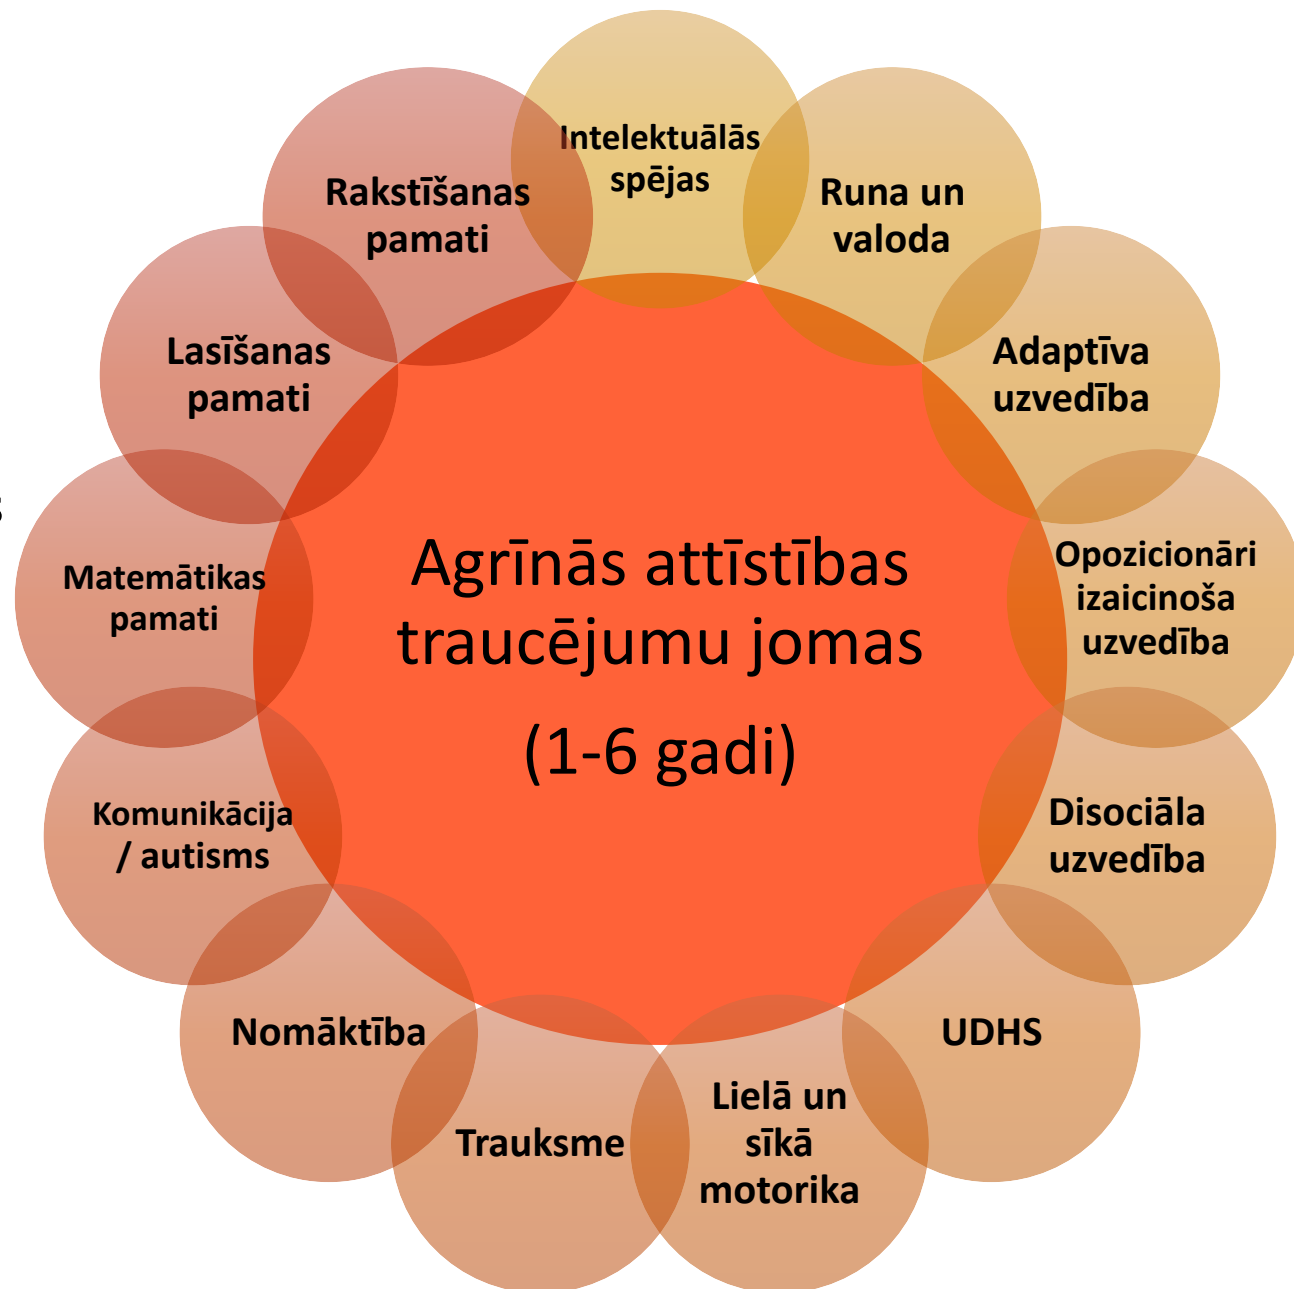 Agrīnās attīstības
traucējumu jomas
(1-6 gadi)
Intelektuālās
spējas
Runa un
valoda
Adaptīva
uzvedība
Opozicionāri
izaicinoša
uzvedība
Disociāla
uzvedība
UDHS
Lielā un
sīkā
motorika
Trauksme
Nomāktība
Komunikācija
/ autisms
Matemātikas
pamati
Lasīšanas
pamati
Rakstīšanas
pamati